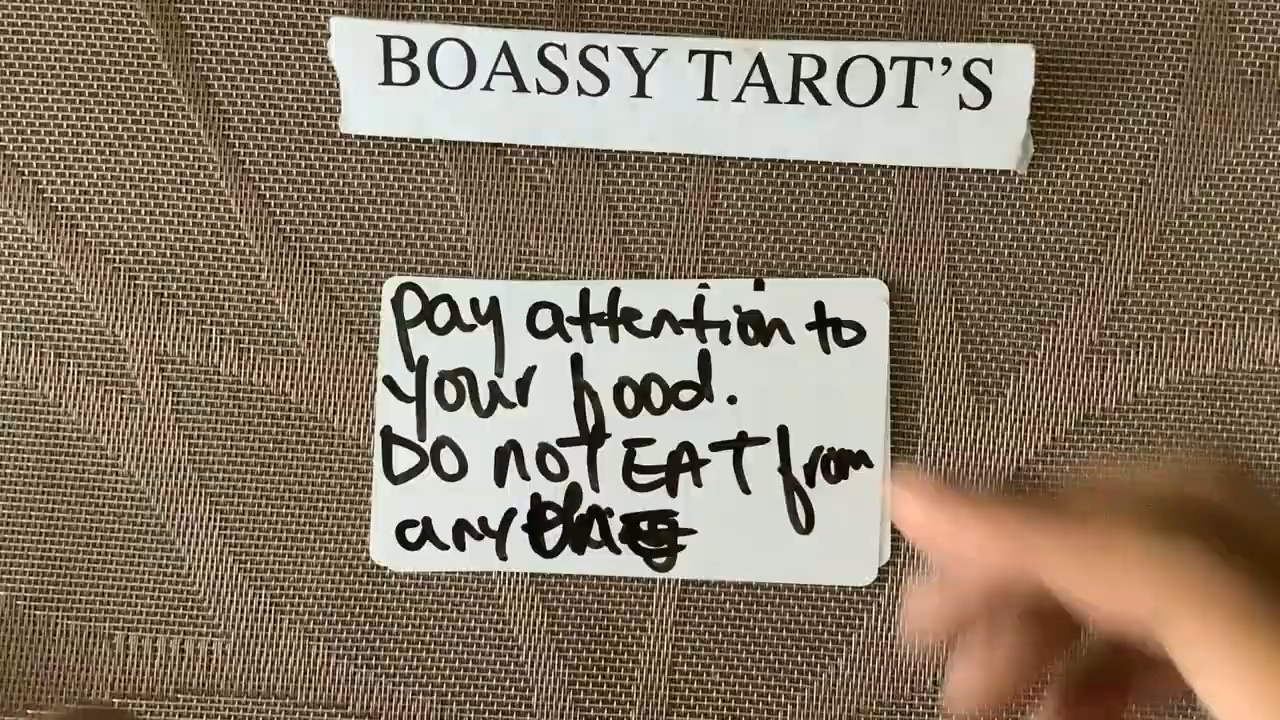 BOASSY TAROT'S
pay attention to
your food.
DO noT EAT from
any